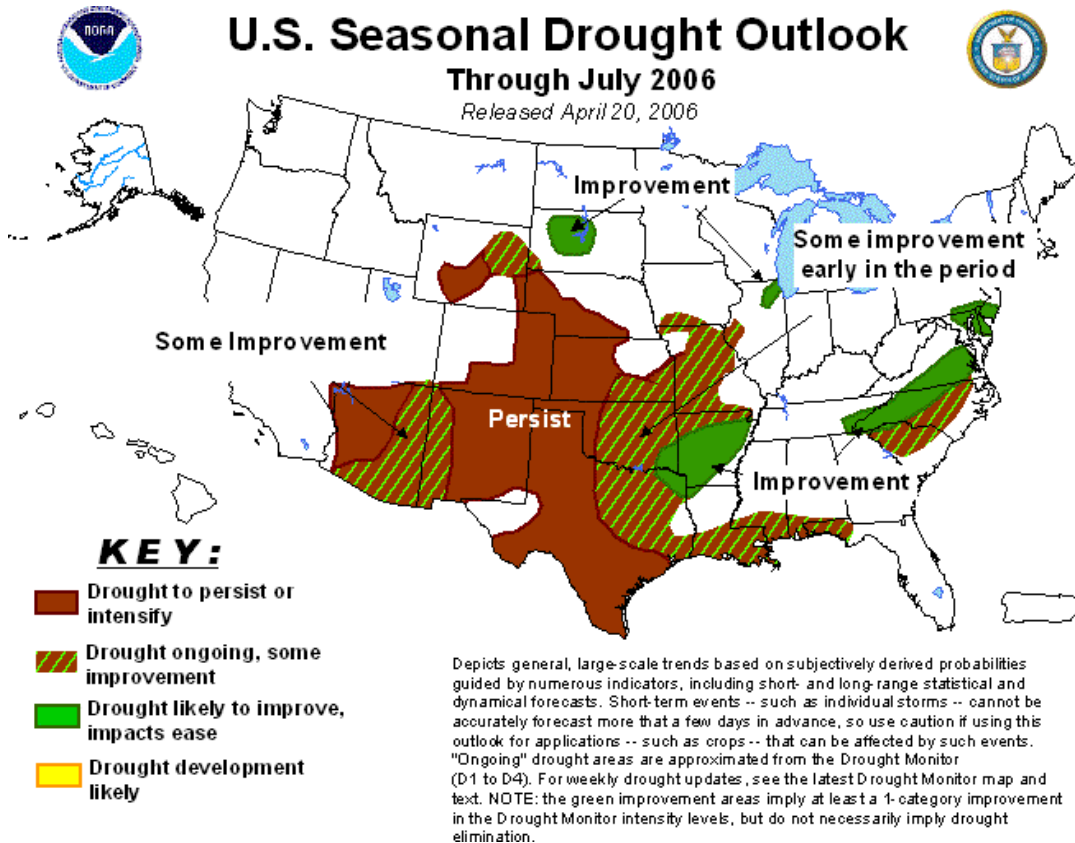 NOAA
U.S. Seasonal Drought Outlook
Through July 2006
Released April 20, 2006
Improvement
Some improvement
early in the period
Some Improvement
Persist
Improvement
KEY:
Drought to persist or
intensify
Drought ongoing, some
improvement
Drought likely to improve,
impacts ease
Drought development
likely
Depicts general, large-scale trends based on subjectively derived probabilities
guided by numerous indicators, including short- and long-range statistical and
dynamical forecasts. Short-term events -- such as individual storms -- cannot be
accurately forecast more that a few days in advance, so use caution if using this
outlook for applications -- such as crops -- that can be affected by such events.
"Ongoing" drought areas are approximated from the Drought Monitor
(D1 to D4). For weekly drought updates, see the latest Drought Monitor map and
text. NOTE: the green improvement areas imply at least a 1-category improvement
in the Drought Monitor intensity levels, but do not necessarily imply drought
elimination.